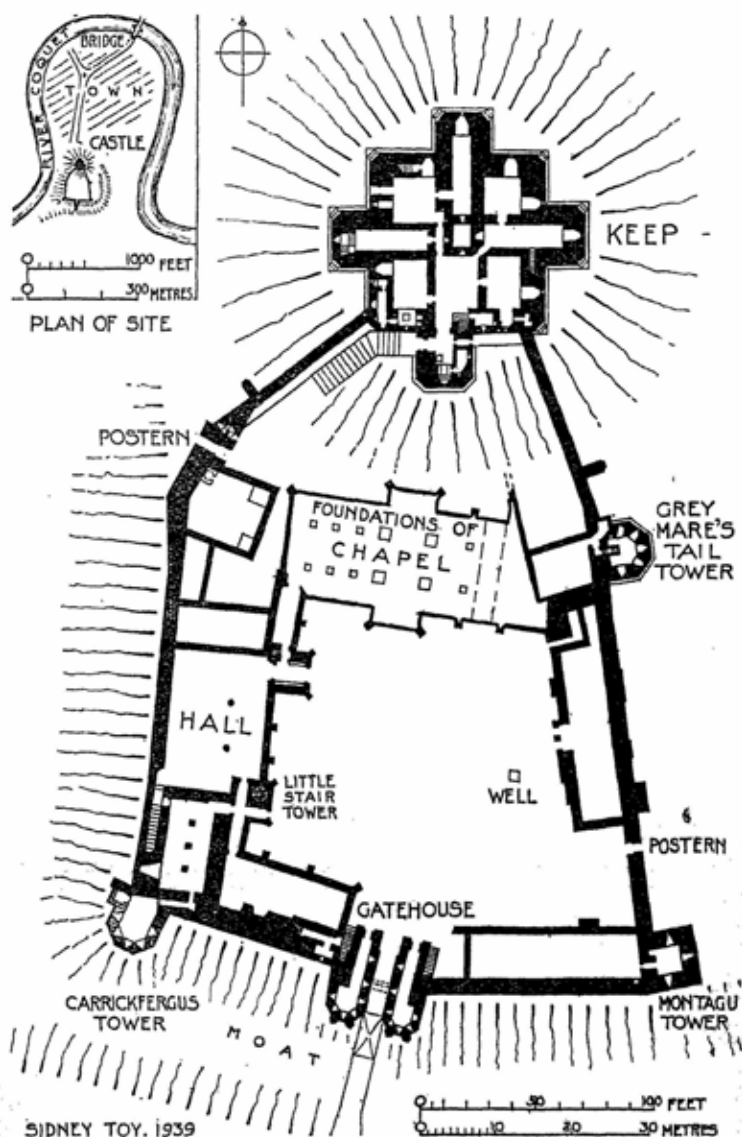 RIVER COQUET
BRIDGE
TOWN
CASTLE
1000 FEET
300 METRES
PLAN OF SITE
KEEP
POSTERN
FOUNDATIONS OF
CHAPEL
GREY
MARE'S
TAIL
TOWER
HALL
LITTLE
STAIR
TOWER
WELL
POSTERN
GATEHOUSE
CARRICKFERGUS
TOWER
MOAT
MONTAGU
TOWER
0 50 100 FEET
0 10 20 30 METRES
SIDNEY TOY. 1939